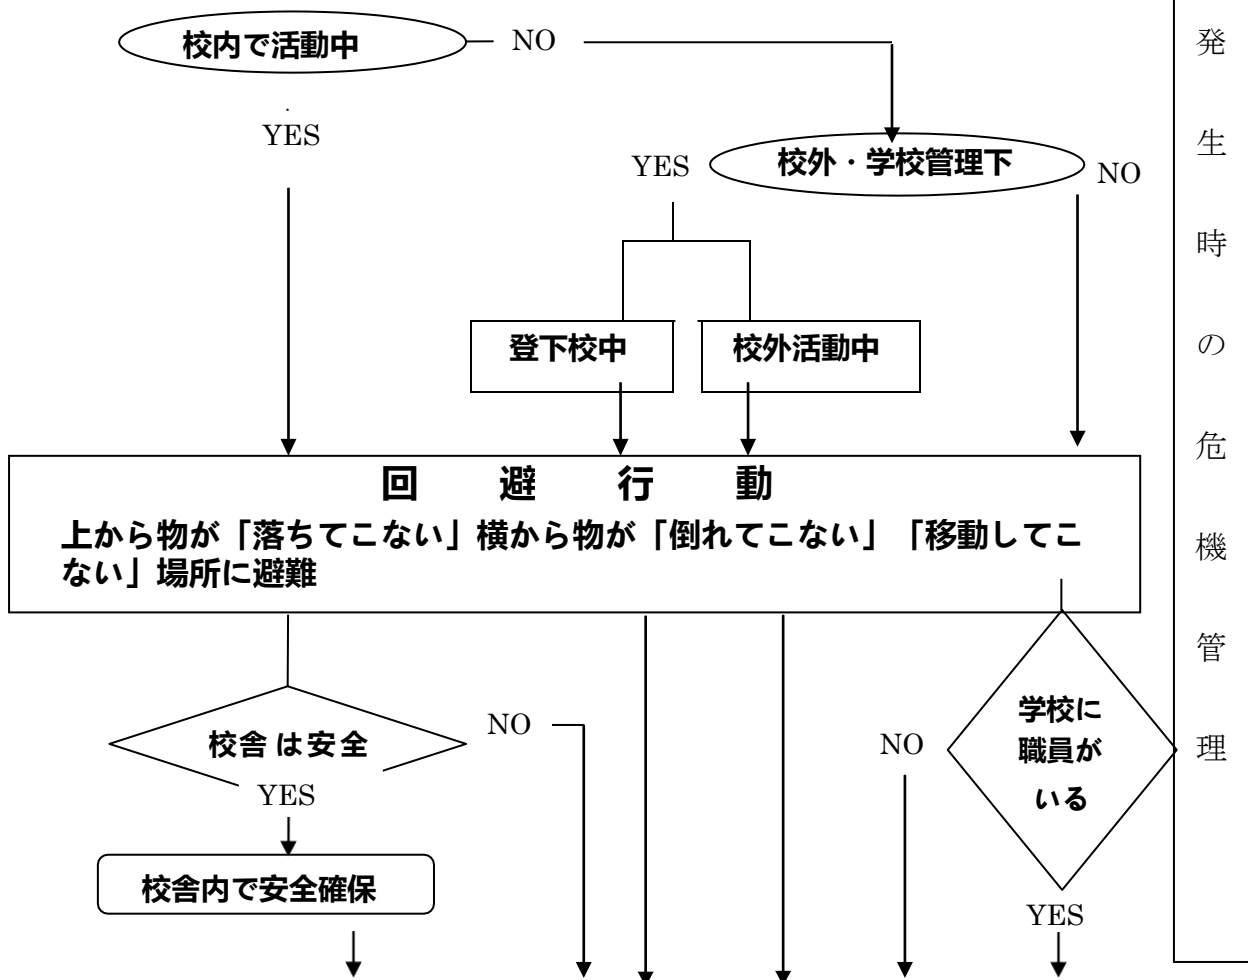 校内で活動中
NO
YES
校外・学校管理下
YES
NO
登下校中
校外活動中
回 避 行 動
上から物が「落ちてこない」横から物が「倒れてこない」「移動してこ
ない」場所に避難
校舎は安全
NO
YES
校舎内で安全確保
NO
学校に
職員が
いる
YES
発生時の危機管理